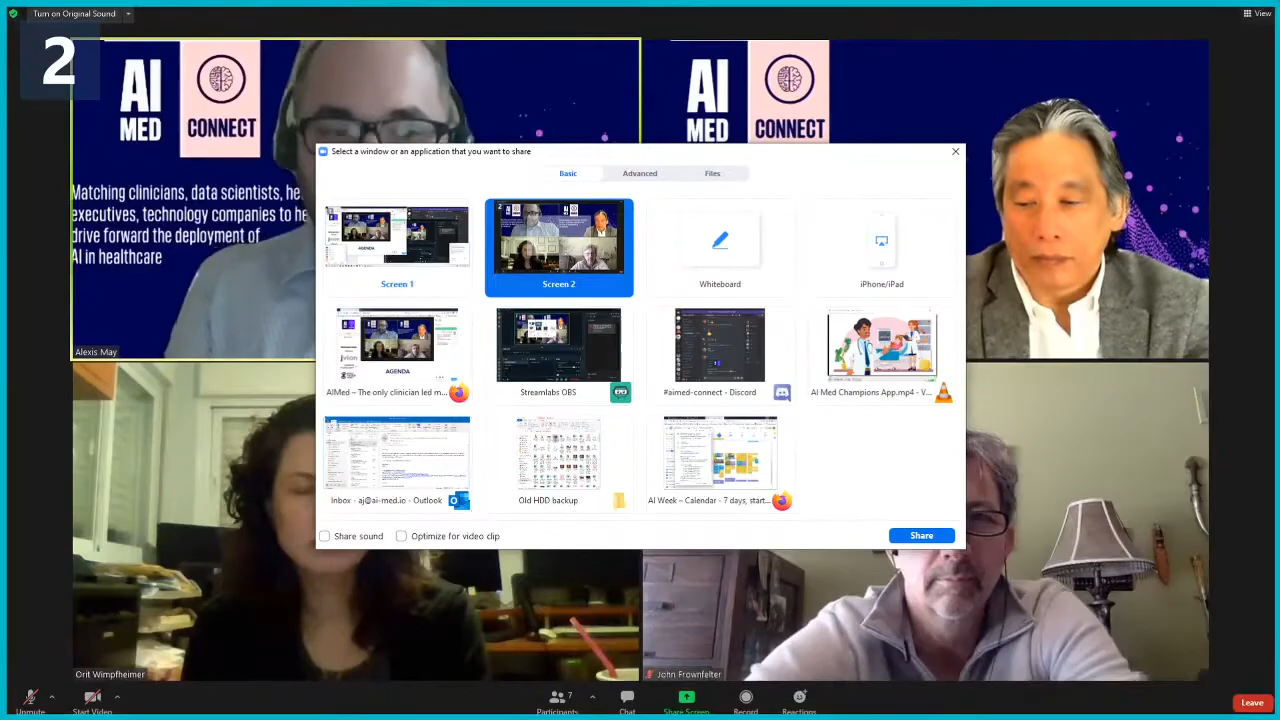 Turn on Original Sound
View
2
AI
MED
CONNECT
AI
MED
CONNECT
Matching clinicians, data scientists, he
executives, technology companies to he
drive forward the deployment of
AI in healthcare
Select a window or an application that you want to share
Basic
Advanced
Files
Screen 1
2
Screen 2
Whiteboard
iPhone/iPad
AGENDA
AGENDA
AIMed – The only clinician led m...
Streamlabs OBS
#aimed-connect - Discord
AI Med Champions App.mp4 - V...
Inbox - aj@ai-med.io - Outlook
Old HDD backup
AI Week – Calendar - 7 days, start...
Share sound
Optimize for video clip
Share
Alexis May
Orit Wimpfheimer
John Frownfelter
Unmute
Start Video
7
Participants
Chat
Share Screen
Record
Reactions
Leave